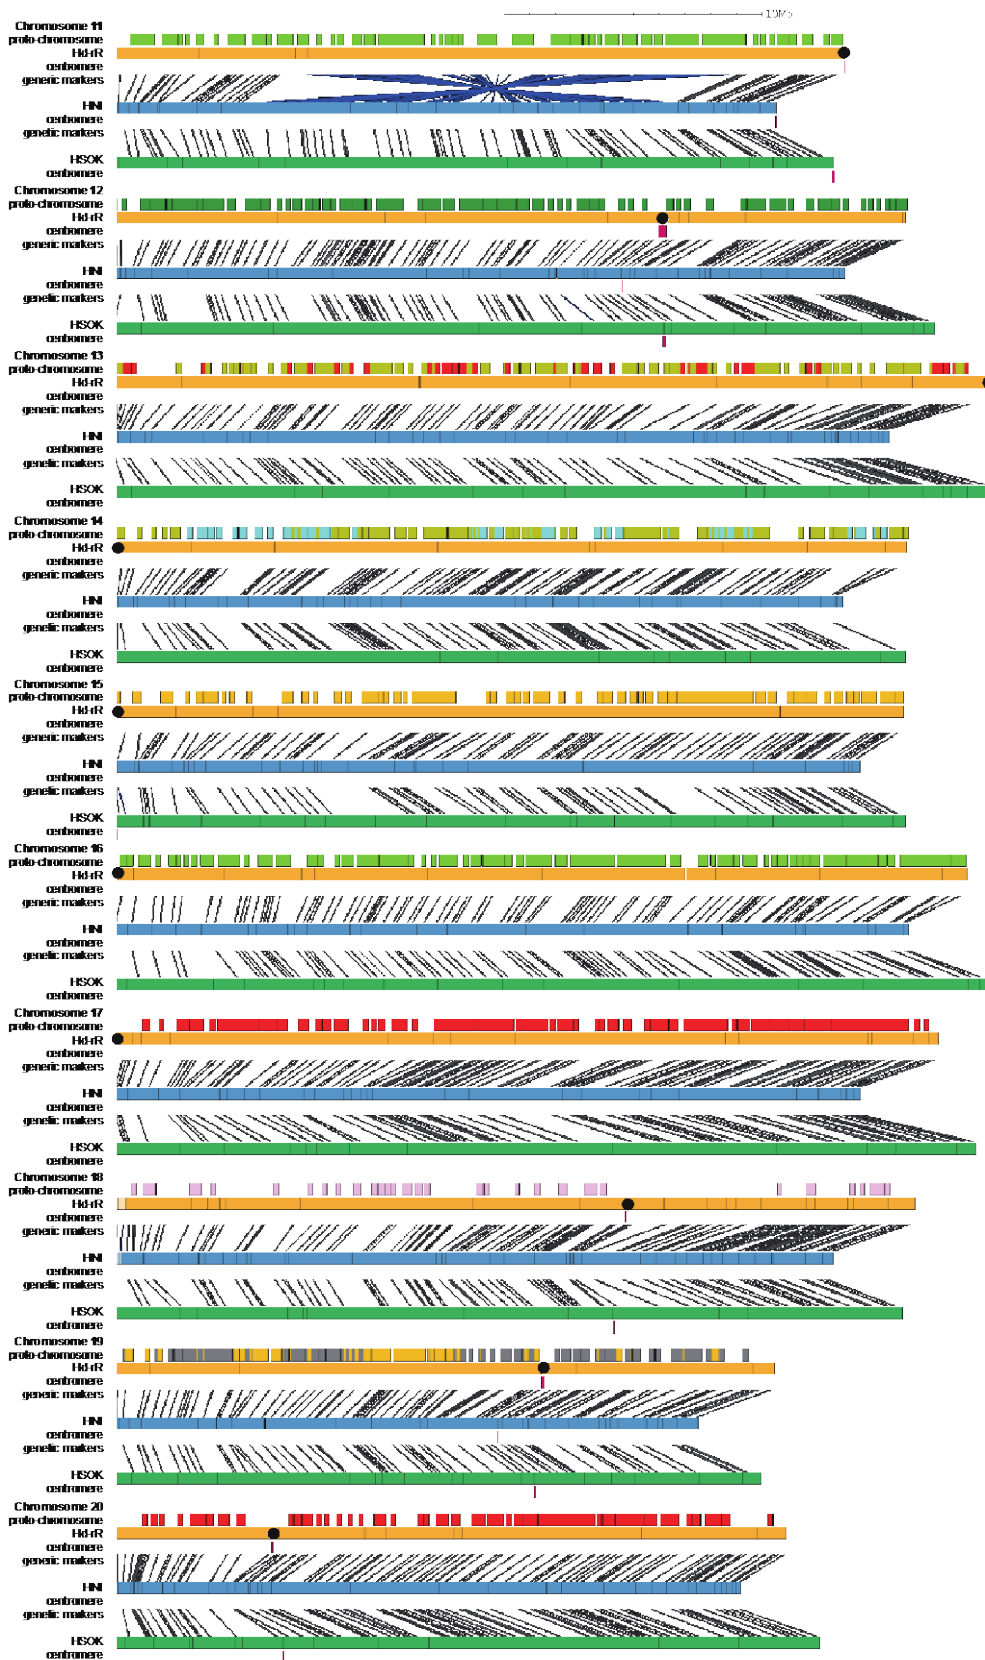 10Mb
Chromosome 11
proto-chromosome
Hd-rR
centromere
genetic markers
HNI
centromere
genetic markers
HSOK
centromere
Chromosome 12
proto-chromosome
Hd-rR
centromere
genetic markers
HNI
centromere
genetic markers
HSOK
centromere
Chromosome 13
proto-chromosome
Hd-rR
centromere
genetic markers
HNI
centromere
genetic markers
HSOK
centromere
Chromosome 14
proto-chromosome
Hd-rR
centromere
genetic markers
HNI
centromere
genetic markers
HSOK
centromere
Chromosome 15
proto-chromosome
Hd-rR
centromere
genetic markers
HNI
centromere
genetic markers
HSOK
centromere
Chromosome 16
proto-chromosome
Hd-rR
centromere
genetic markers
HNI
centromere
genetic markers
HSOK
centromere
Chromosome 17
proto-chromosome
Hd-rR
centromere
genetic markers
HNI
centromere
genetic markers
HSOK
centromere
Chromosome 18
proto-chromosome
Hd-rR
centromere
genetic markers
HNI
centromere
genetic markers
HSOK
centromere
Chromosome 19
proto-chromosome
Hd-rR
centromere
genetic markers
HNI
centromere
genetic markers
HSOK
centromere
Chromosome 20
proto-chromosome
Hd-rR
centromere
genetic markers
HNI
centromere
genetic markers
HSOK
centromere